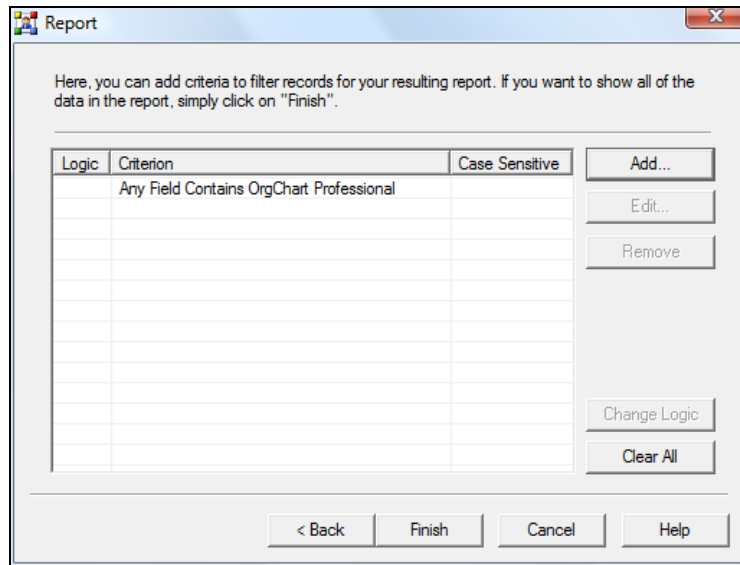 Report
Here, you can add criteria to filter records for your resulting report. If you want to show all of the
data in the report, simply click on "Finish".
Logic Criterion Case Sensitive Add...
Any Field Contains OrgChart Professional
Edit...
Remove
Change Logic
Clear All
< Back Finish Cancel Help